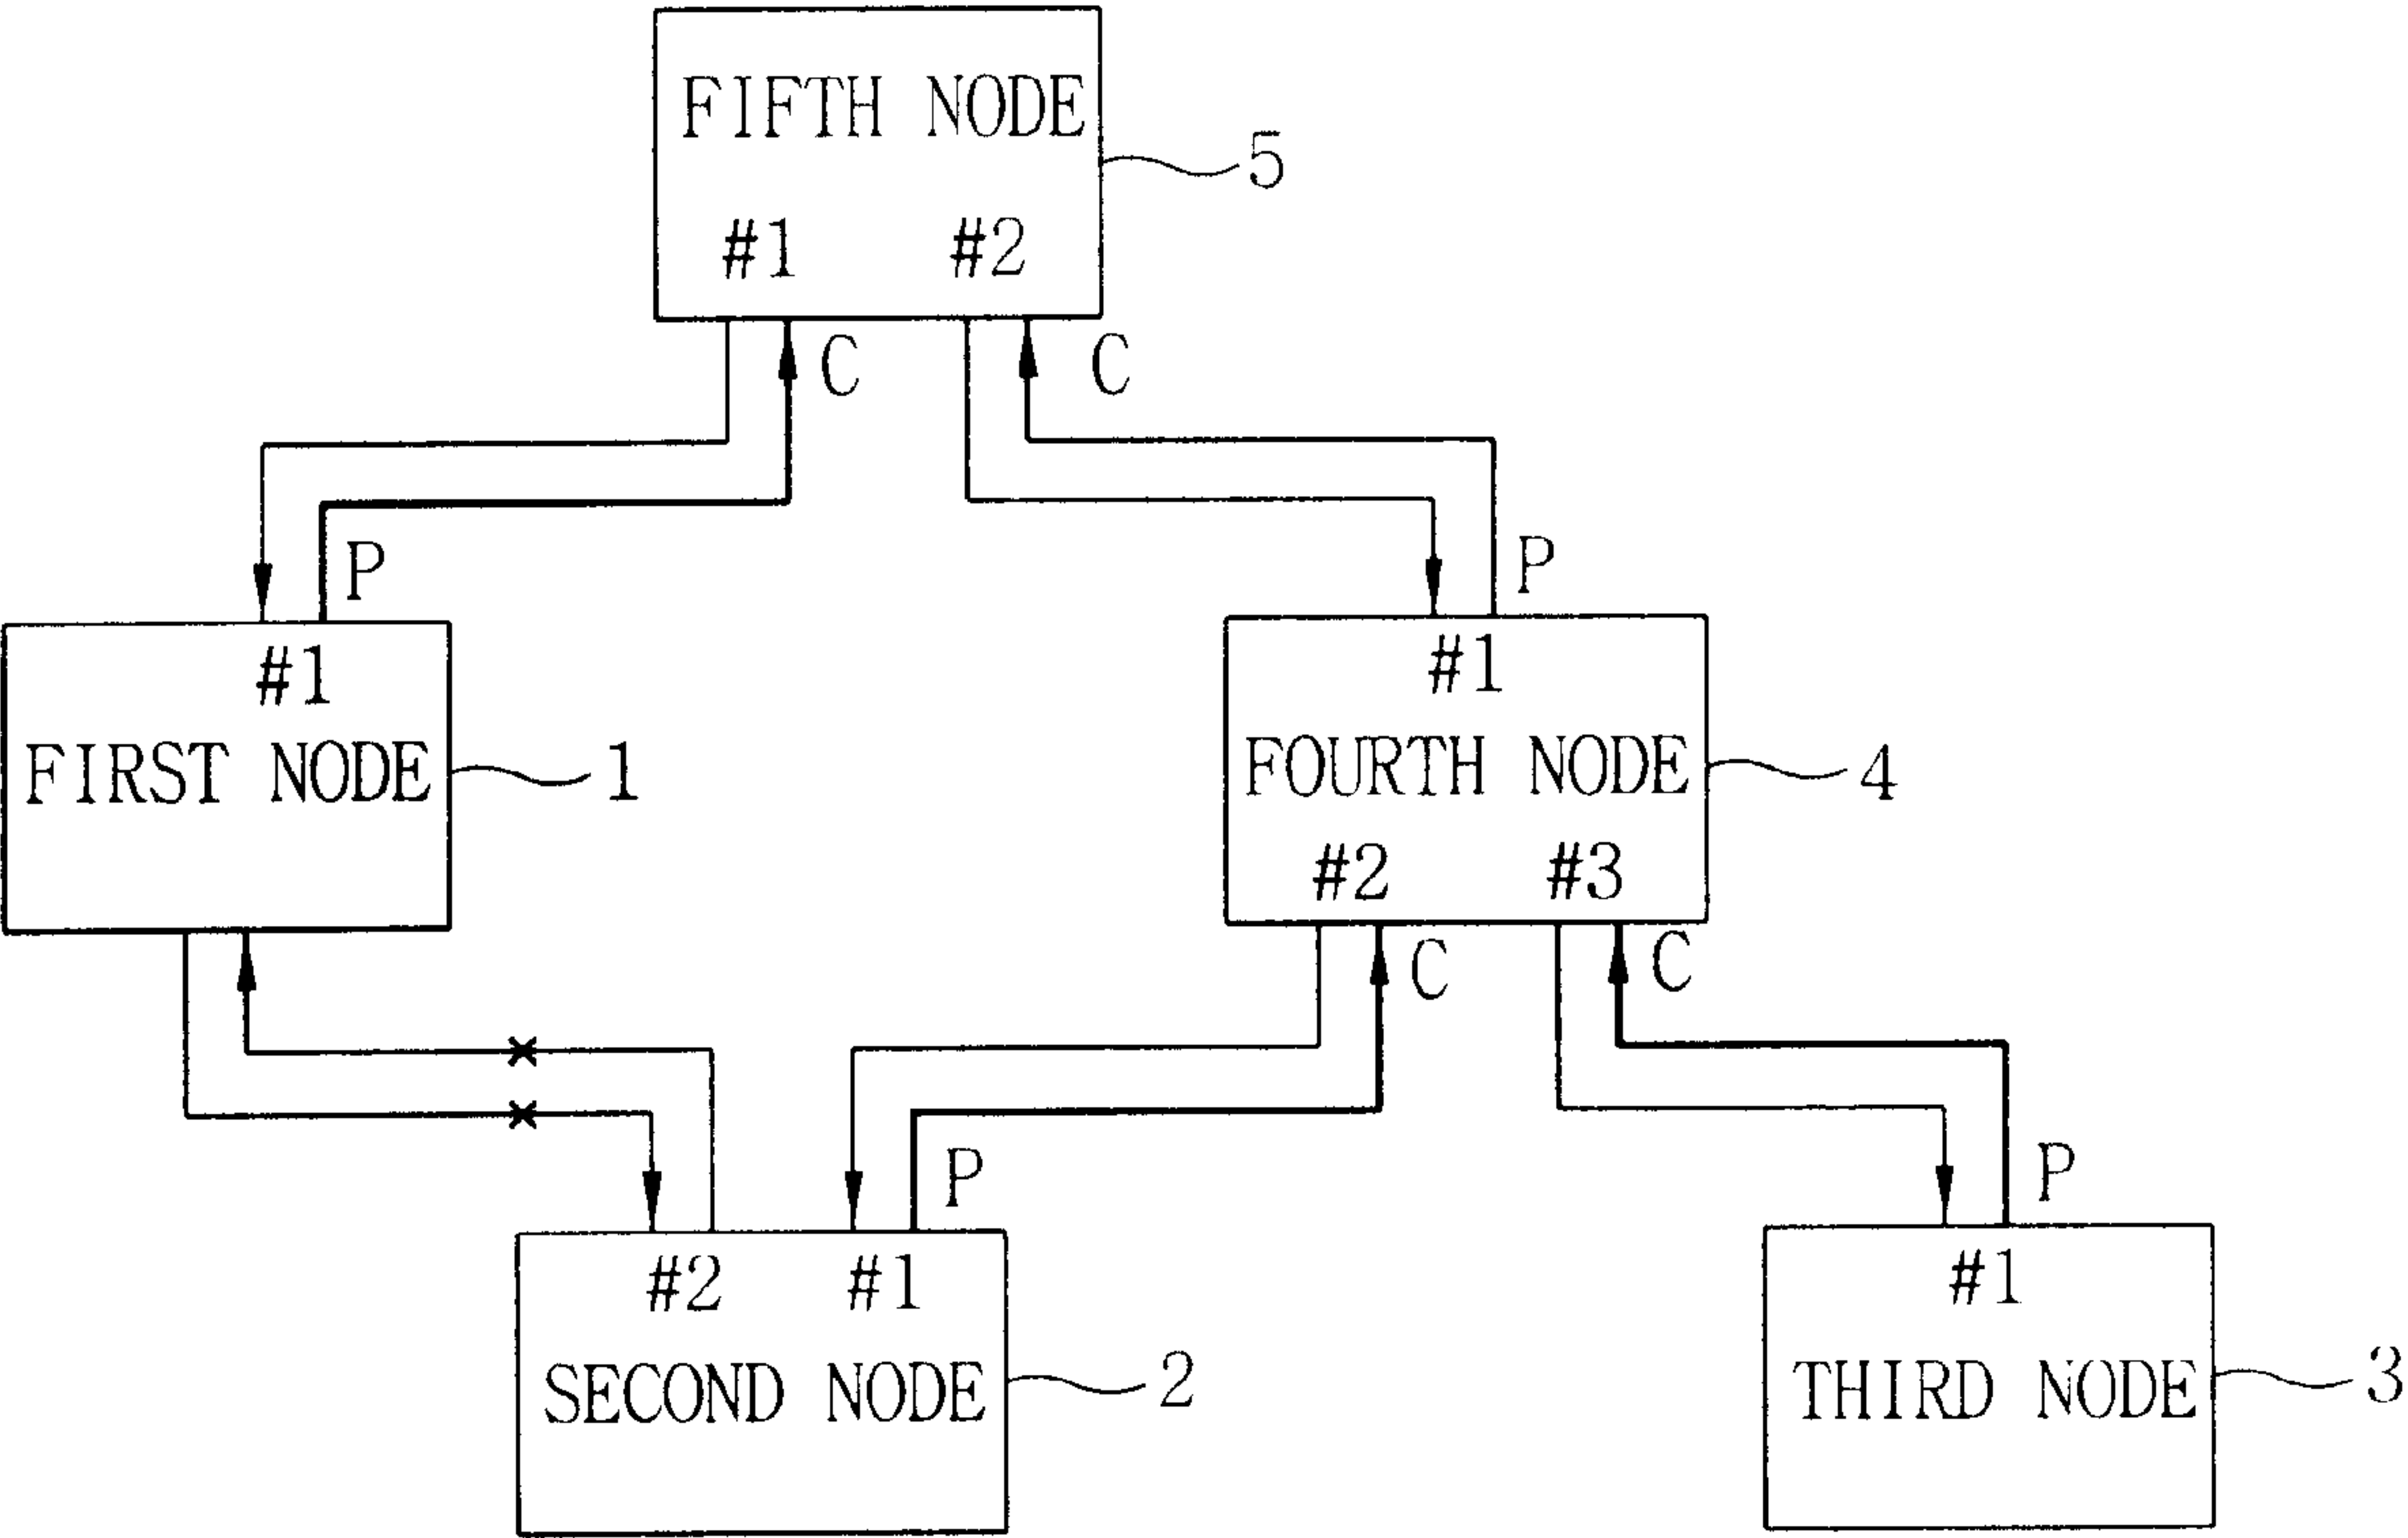 FIFTH NODE
5
#1 #2
C C
P P
#1 #1
FIRST NODE 1
FOURTH NODE 4
#2 #3
C C
P P
#2 #1 #1
SECOND NODE 2
THIRD NODE 3